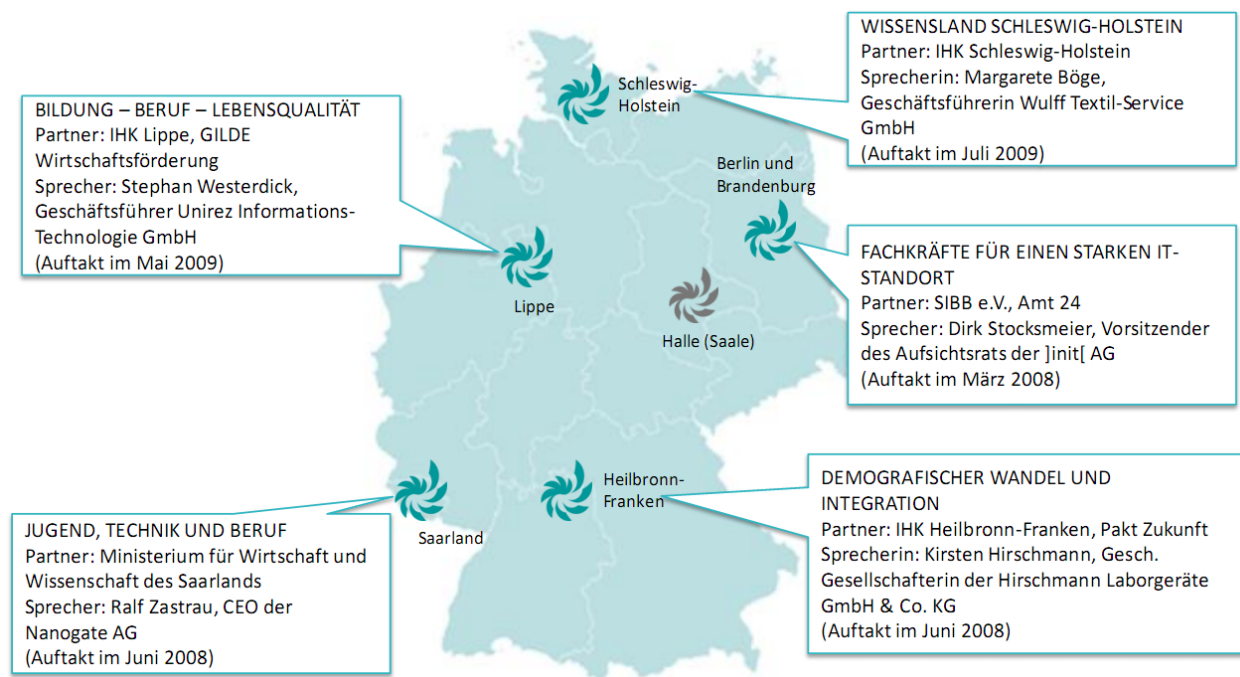 WISSENSLAND SCHLESWIG-HOLSTEIN
Partner: IHK Schleswig-Holstein
Sprecherin: Margarete Böge,
Geschäftsführerin Wulff Textil-Service
GmbH
(Auftakt im Juli 2009)
Schleswig-
Holstein
BILDUNG – BERUF – LEBENSQUALITÄT
Partner: IHK Lippe, GILDE
Wirtschaftsförderung
Sprecher: Stephan Westerdick,
Geschäftsführer Unirez Informations-
Technologie GmbH
(Auftakt im Mai 2009)
Berlin und
Brandenburg
FACHKRÄFTE FÜR EINEN STARKEN IT-
STANDORT
Partner: SIBB e.V., Amt 24
Sprecher: Dirk Stocksmeier, Vorsitzender
des Aufsichtsrats der ]init[ AG
(Auftakt im März 2008)
Lippe
Halle (Saale)
Heilbronn-
Franken
DEMOGRAFISCHER WANDEL UND
INTEGRATION
Partner: IHK Heilbronn-Franken, Pakt Zukunft
Sprecherin: Kirsten Hirschmann, Gesch.
Gesellschafterin der Hirschmann Laborgeräte
GmbH & Co. KG
(Auftakt im Juni 2008)
Saarland
JUGEND, TECHNIK UND BERUF
Partner: Ministerium für Wirtschaft und
Wissenschaft des Saarlands
Sprecher: Ralf Zastrau, CEO der
Nanogate AG
(Auftakt im Juni 2008)